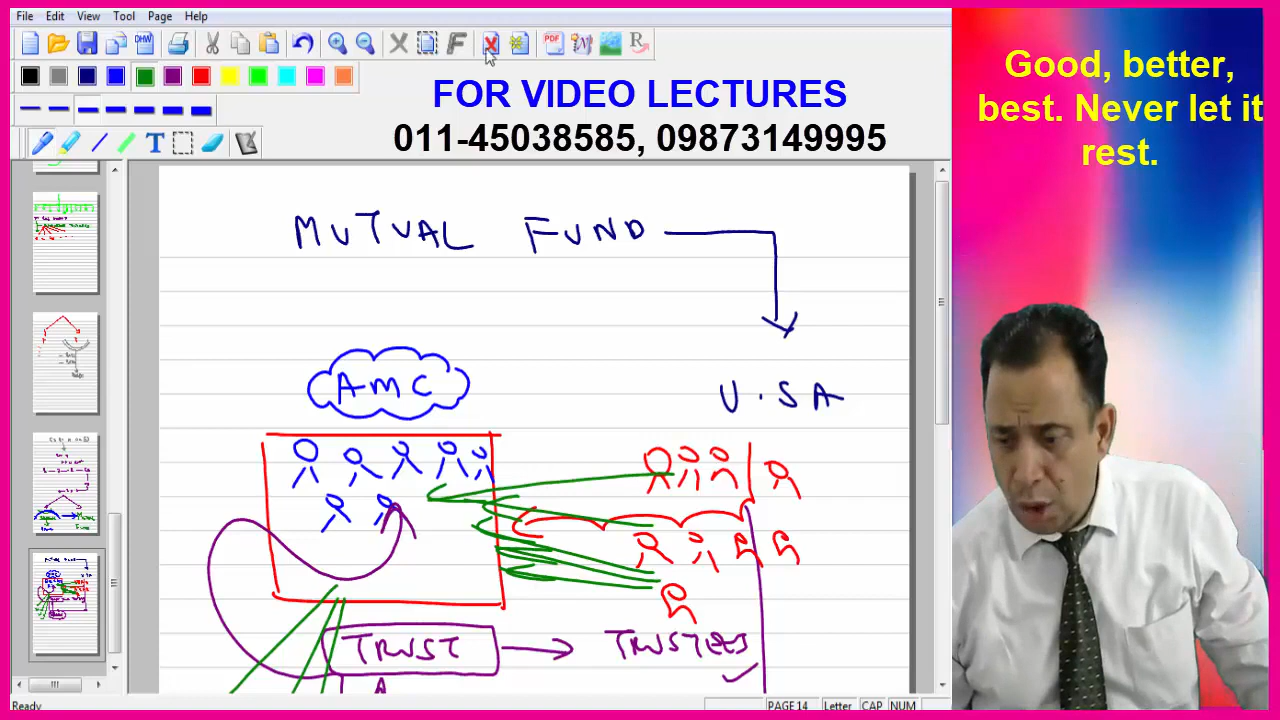 File Edit View Tool Page Help
FOR VIDEO LECTURES
011-45038585, 09873149995
Good, better,
best. Never let it
rest.
MUTUAL FUND
AMC
U.SA
TRUST
TRUSTEES
Ready
PAGE 14 Letter CAP NUM